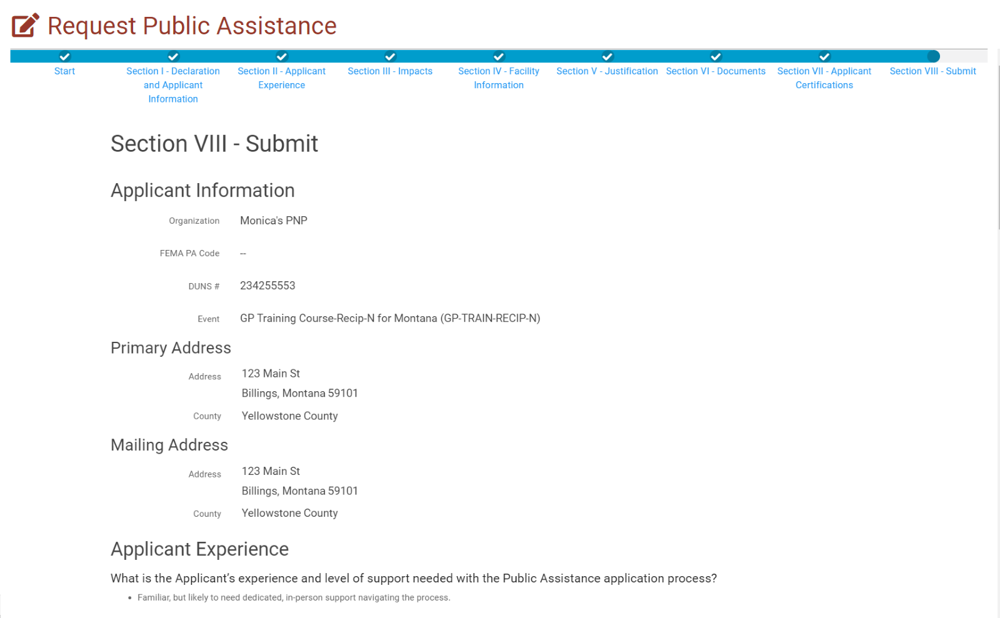 Request Public Assistance
Start
Section I - Declaration
and Applicant
Information
Section II - Applicant
Experience
Section III - Impacts
Section IV - Facility
Information
Section V - Justification
Section VI - Documents
Section VII - Applicant
Certifications
Section VIII - Submit
Section VIII - Submit
Applicant Information
Organization Monica's PNP
FEMA PA Code --
DUNS # 234255553
Event GP Training Course-Recip-N for Montana (GP-TRAIN-RECIP-N)
Primary Address
Address 123 Main St
Billings, Montana 59101
County Yellowstone County
Mailing Address
Address 123 Main St
Billings, Montana 59101
County Yellowstone County
Applicant Experience
What is the Applicant’s experience and level of support needed with the Public Assistance application process?
• Familiar, but likely to need dedicated, in-person support navigating the process.